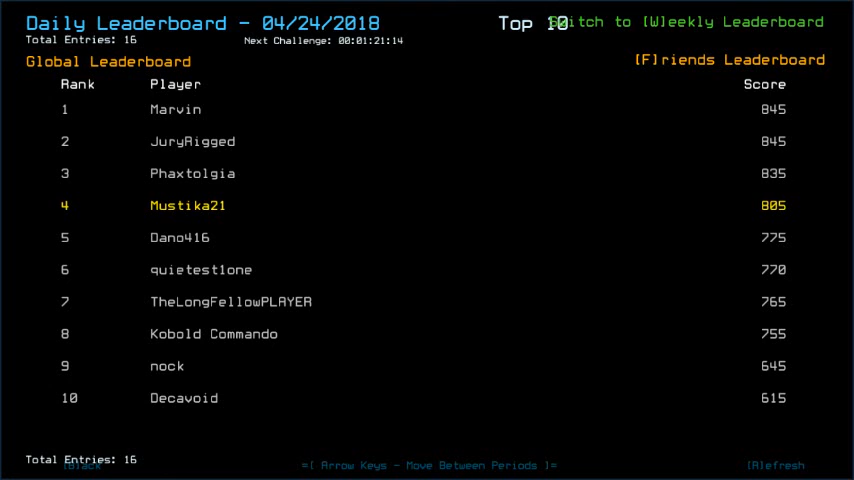 Daily Leaderboard - 04/24/2018 Top 10 Switch to [W]eekly Leaderboard
Total Entries: 16 Next Challenge: 00:01:21:14
Global Leaderboard [F]riends Leaderboard
Rank Player Score
1 Marvin 845
2 JuryRigged 845
3 Phaxtolgia 835
4 Mustika21 805
5 Dano416 775
6 quietest1one 770
7 TheLongFellowPLAYER 765
8 Kobold Commando 755
9 nock 645
10 Decavoid 615
Total Entries: 16
[B]ack =[ Arrow Keys - Move Between Periods ]= [R]efresh